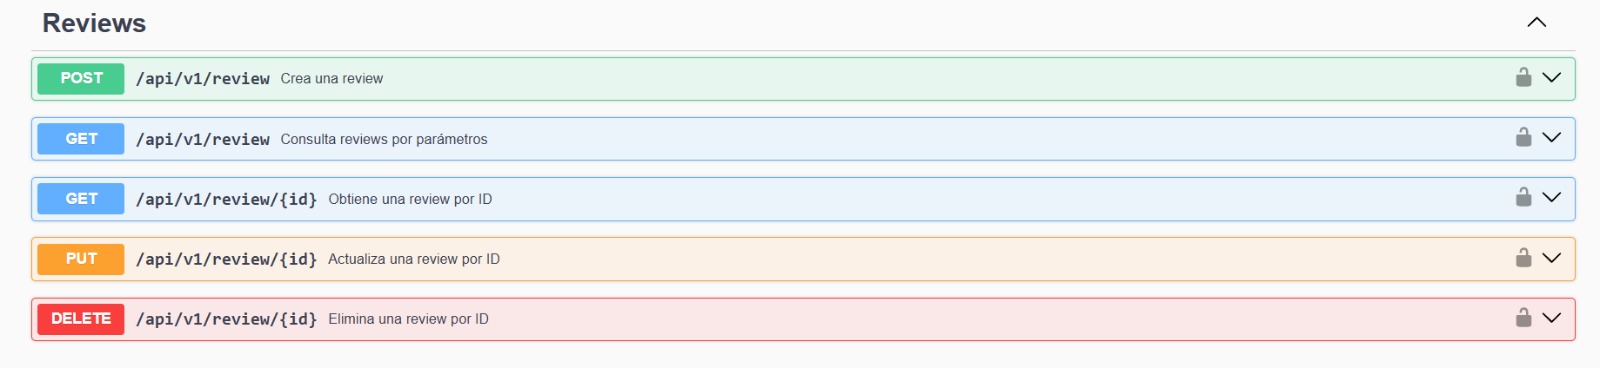 Reviews
POST /api/v1/review Crea una review
GET /api/v1/review Consulta reviews por parámetros
GET /api/v1/review/{id} Obtiene una review por ID
PUT /api/v1/review/{id} Actualiza una review por ID
DELETE /api/v1/review/{id} Elimina una review por ID